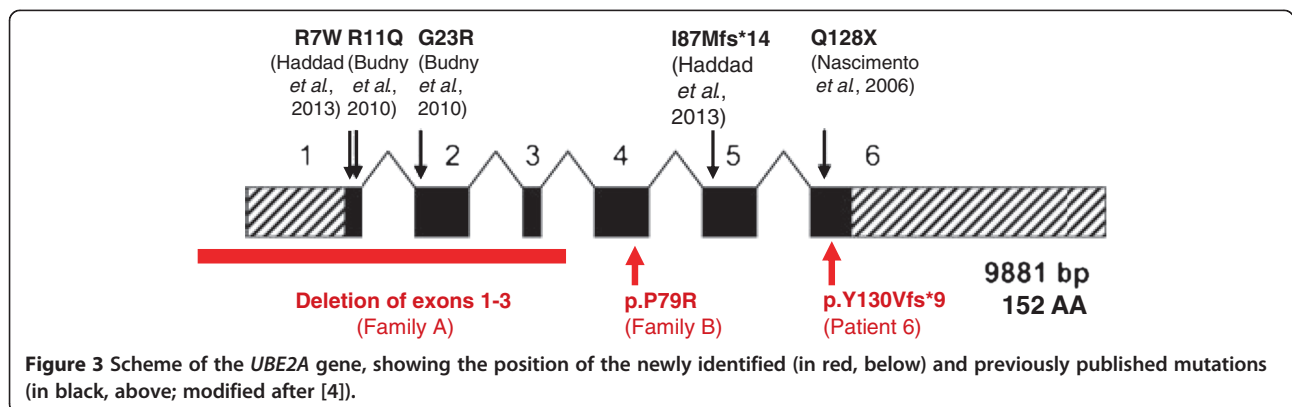 R7W R11Q G23R I87Mfs*14 Q128X
(Haddad (Budny (Budny (Haddad (Nascimento
et al., et al., et al., et al., et al., 2006)
2013) 2010) 2010) 2013)
1 2 3 4 5 6
9881 bp
152 AA
Deletion of exons 1-3 p.P79R p.Y130Vfs*9
(Family A) (Family B) (Patient 6)
Figure 3 Scheme of the UBE2A gene, showing the position of the newly identified (in red, below) and previously published mutations
(in black, above; modified after [4]).